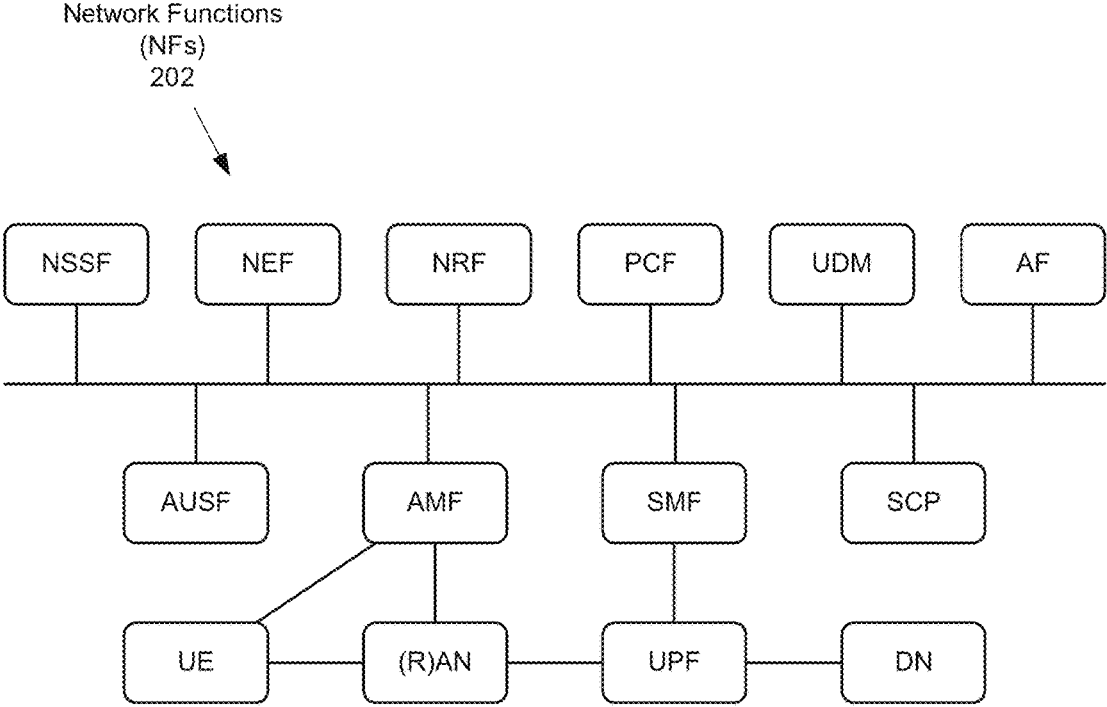 Network Functions
(NFs)
202
NSSF
NEF
NRF
PCF
UDM
AF
AUSF
AMF
SMF
SCP
UE
(R)AN
UPF
DN